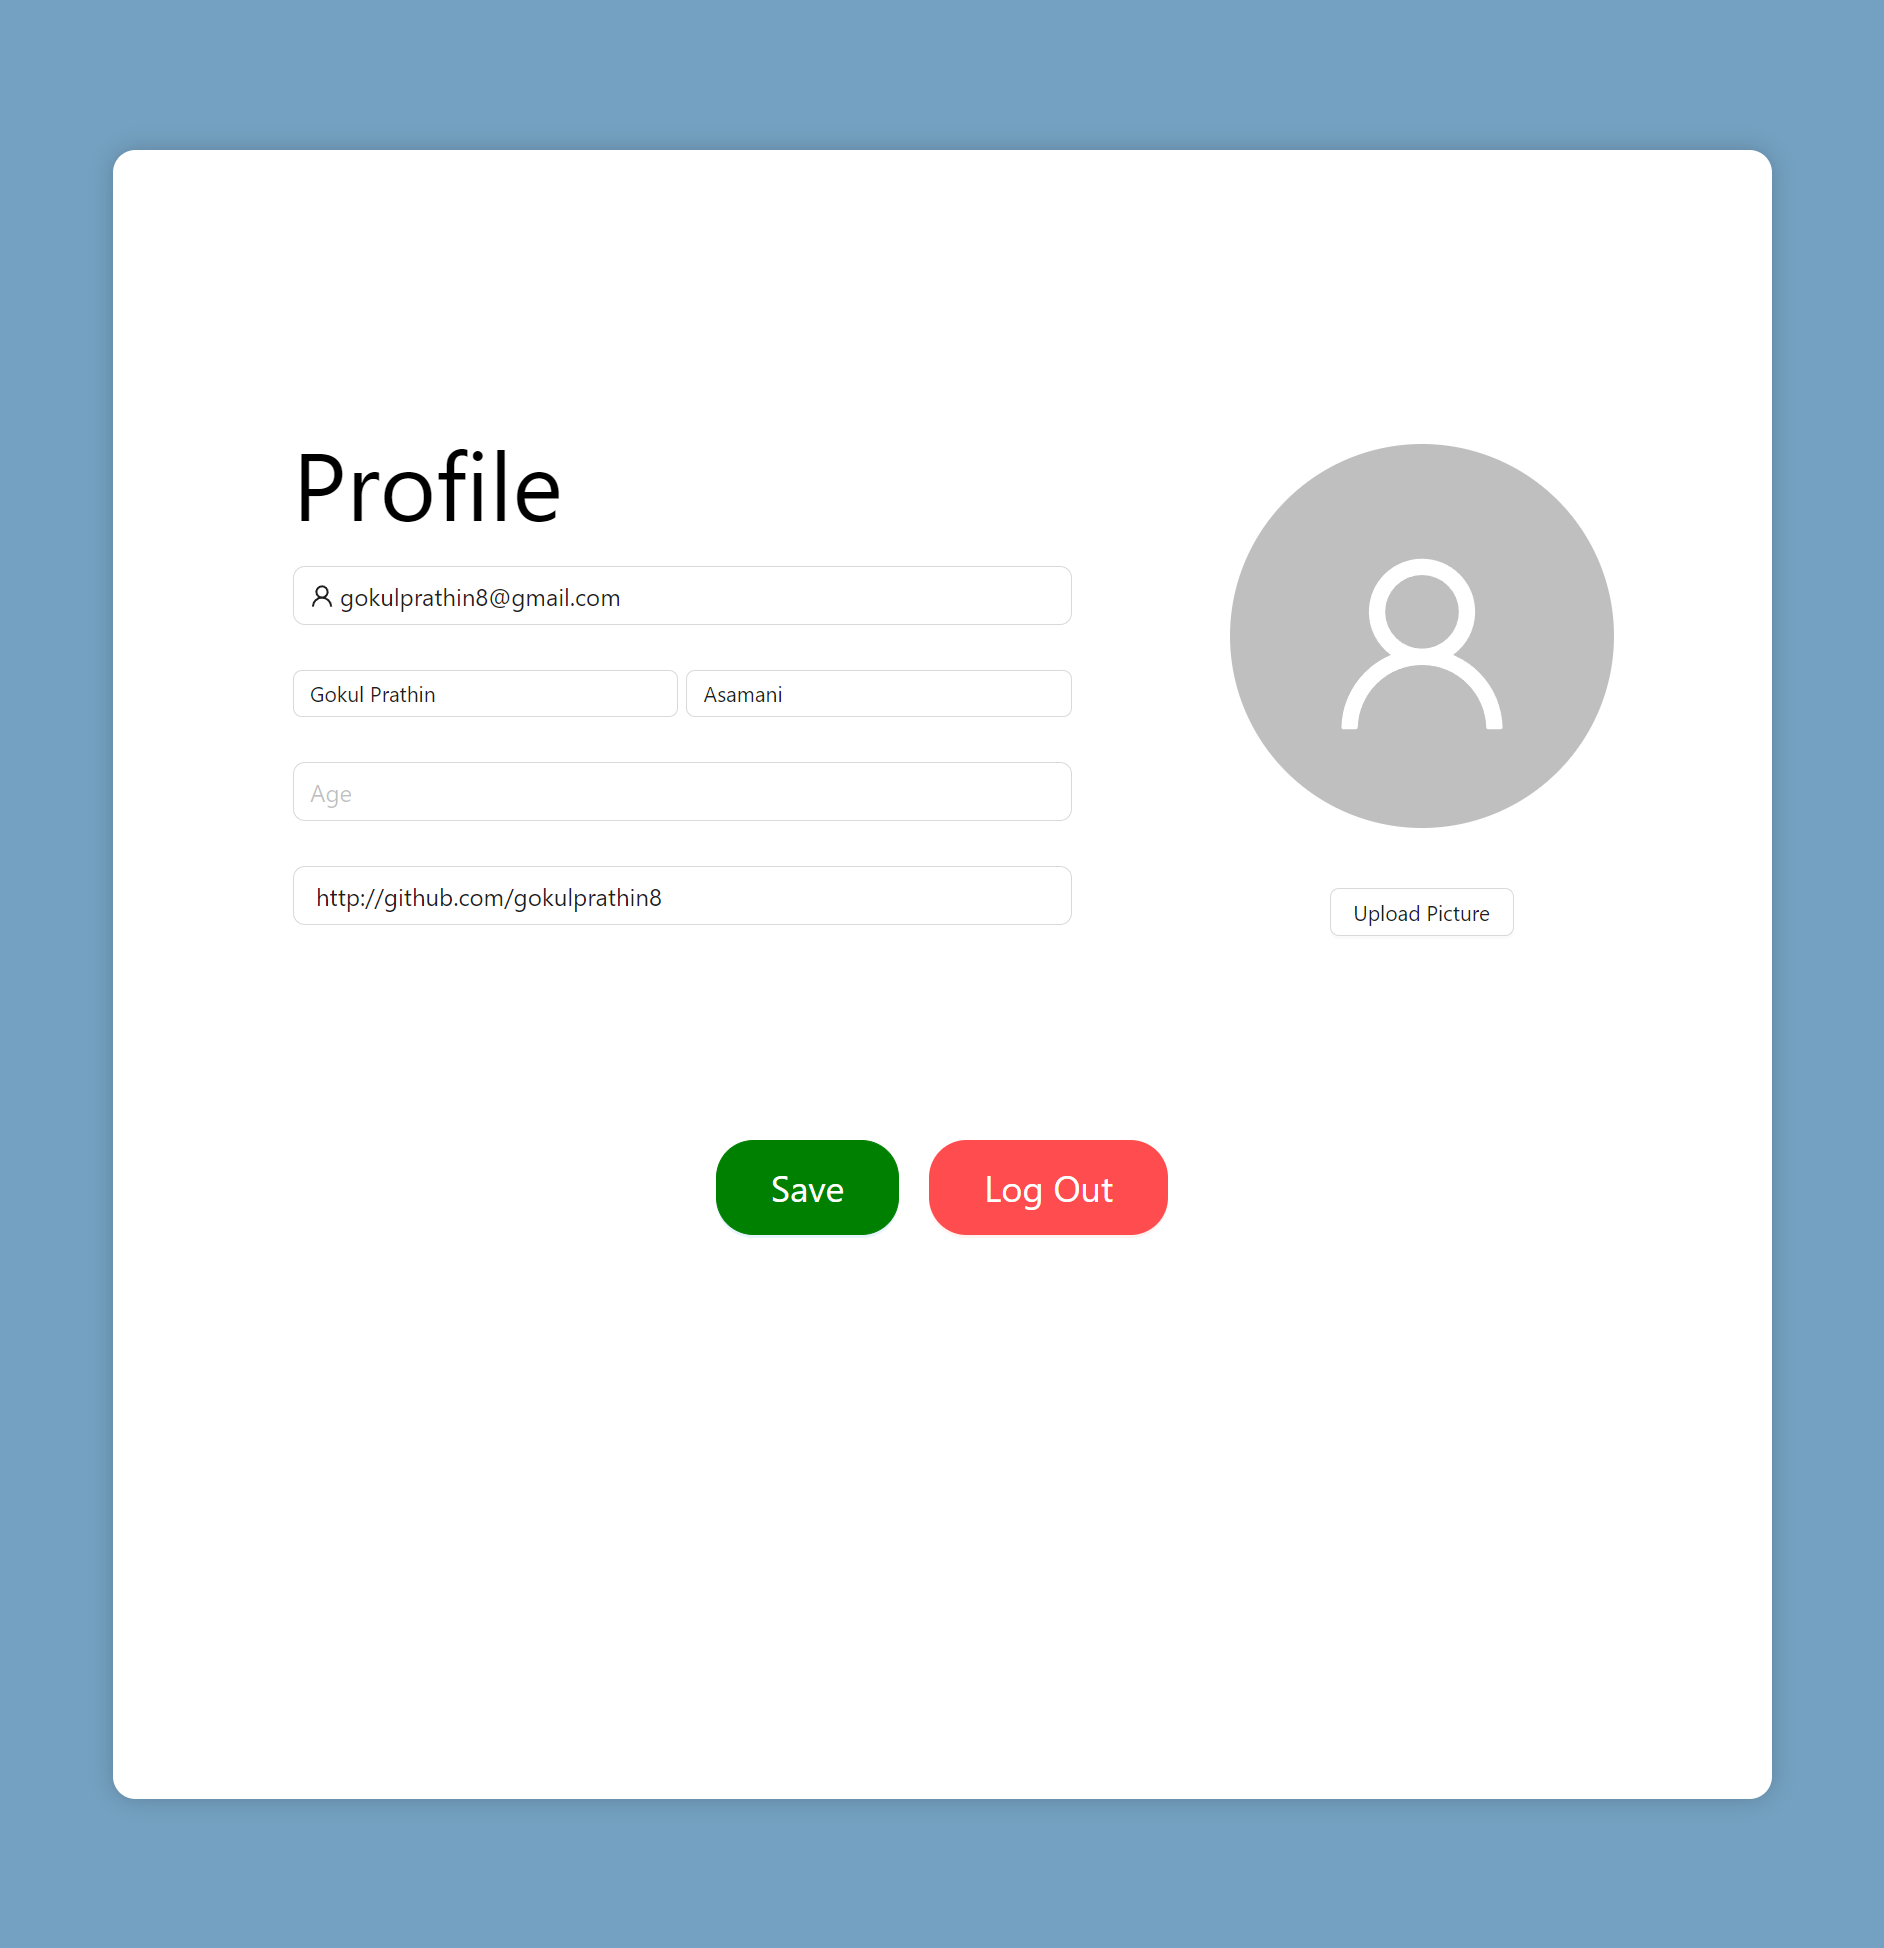 Profile
gokulprathin8@gmail.com
Gokul Prathin Asamani
Age
http://github.com/gokulprathin8
Upload Picture
Save Log Out